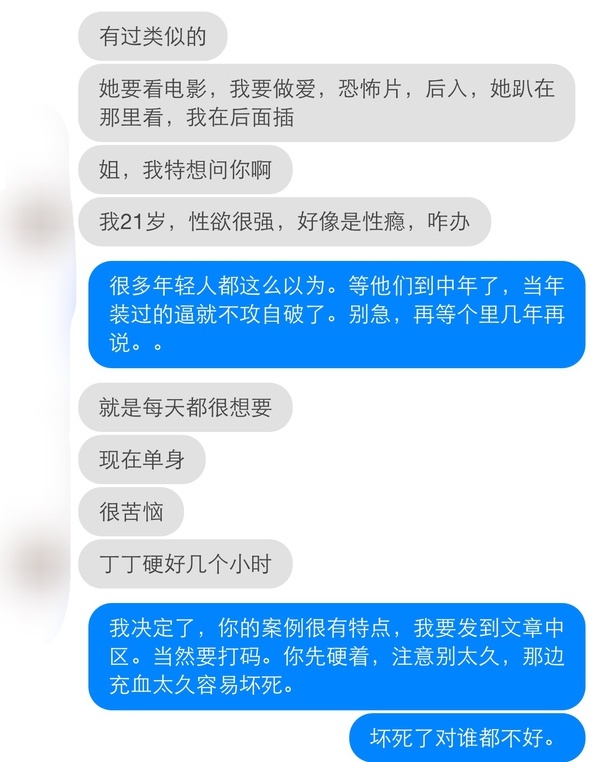 有过类似的
她要看电影，我要做爱，恐怖片，后入，她趴在
那里看，我在后面插
姐，我特想问你啊
我21岁，性欲很强，好像是性瘾，咋办
很多年轻人都这么以为。等他们到中年了，当年
装过的逼就不攻自破了。别急，再等个里几年再
说。。
就是每天都很想要
现在单身
很苦恼
丁丁硬好几个小时
我决定了，你的案例很有特点，我要发到文章中
区。当然要打码。你先硬着，注意别太久，那边
充血太久容易坏死。
坏死了对谁都不好。